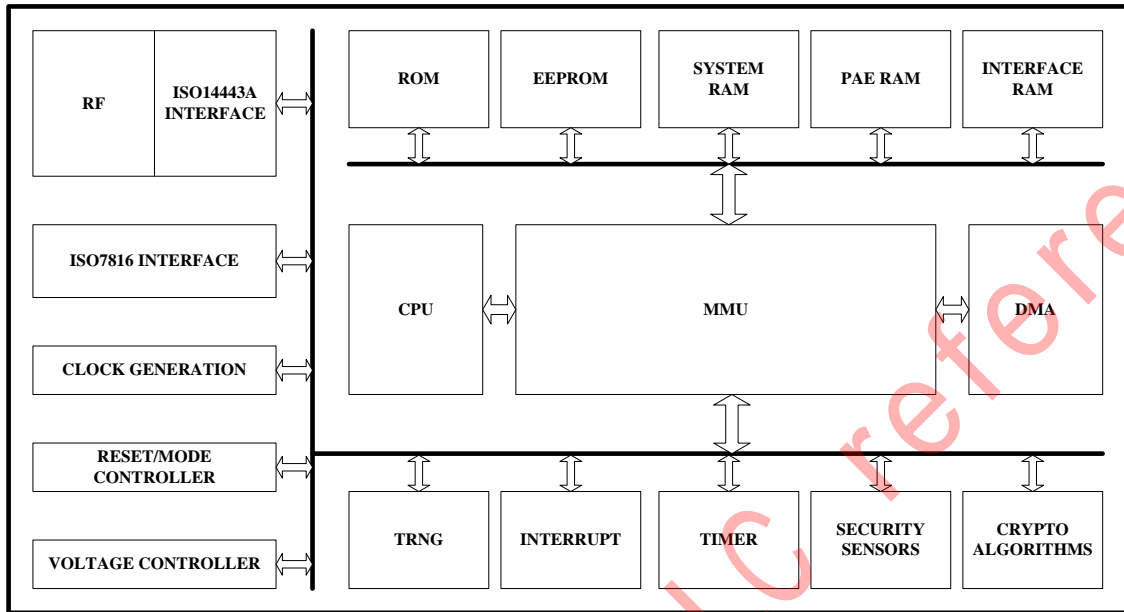 RF
ISO14443A
INTERFACE
ROM
EEPROM
SYSTEM
RAM
PAE RAM
INTERFACE
RAM
ISO7816 INTERFACE
CPU
MMU
DMA
CLOCK GENERATION
RESET/MODE
CONTROLLER
VOLTAGE CONTROLLER
TRNG
INTERRUPT
TIMER
SECURITY
SENSORS
CRYPTO
ALGORITHMS